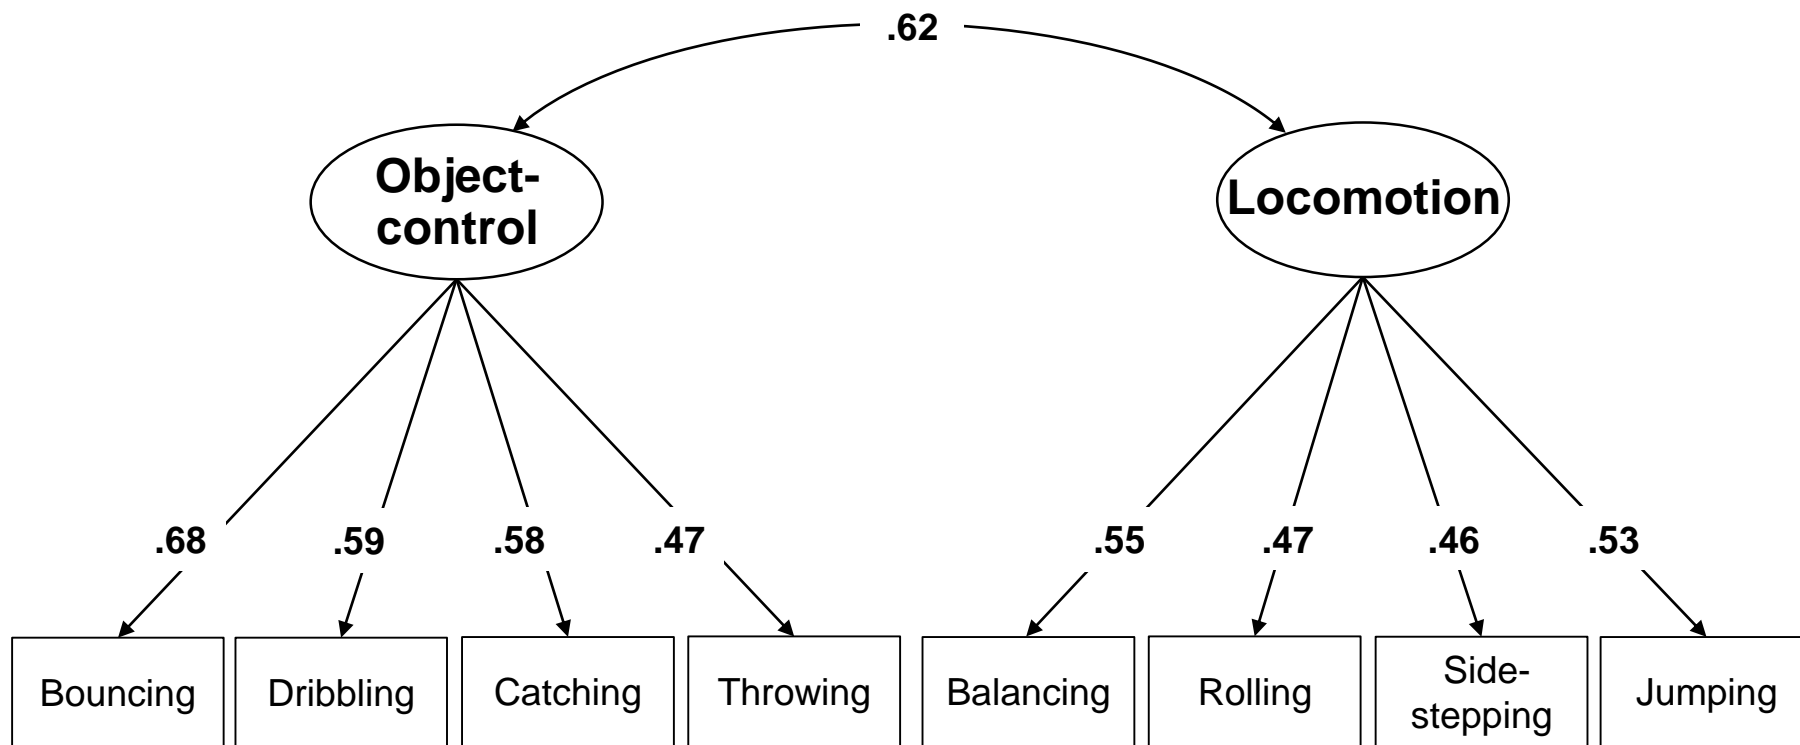 .62
Object-
control
Locomotion
.68
.59
.58
.47
.55
.47
.46
.53
Bouncing
Dribbling
Catching
Throwing
Balancing
Rolling
Side-
stepping
Jumping